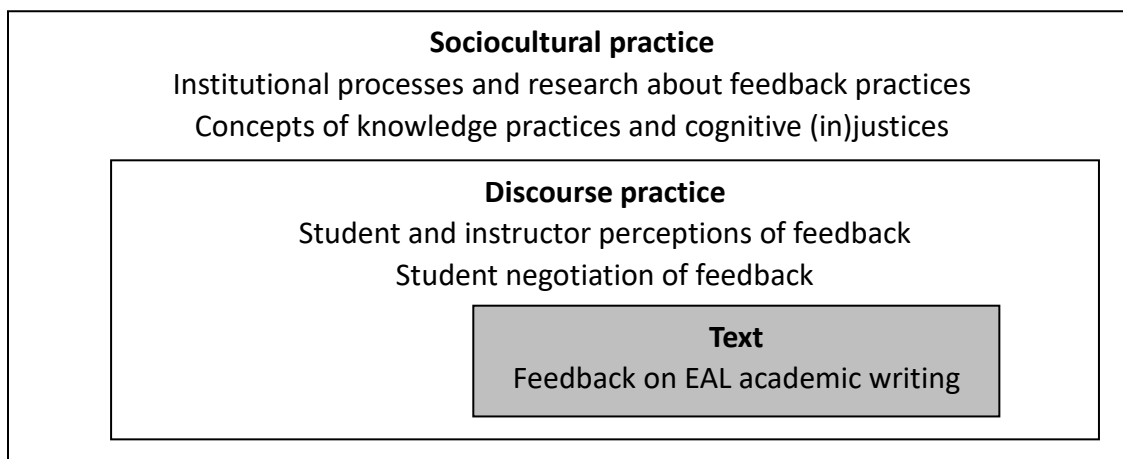 Sociocultural practice
Institutional processes and research about feedback practices
Concepts of knowledge practices and cognitive (in)justices
Discourse practice
Student and instructor perceptions of feedback
Student negotiation of feedback
Text
Feedback on EAL academic writing